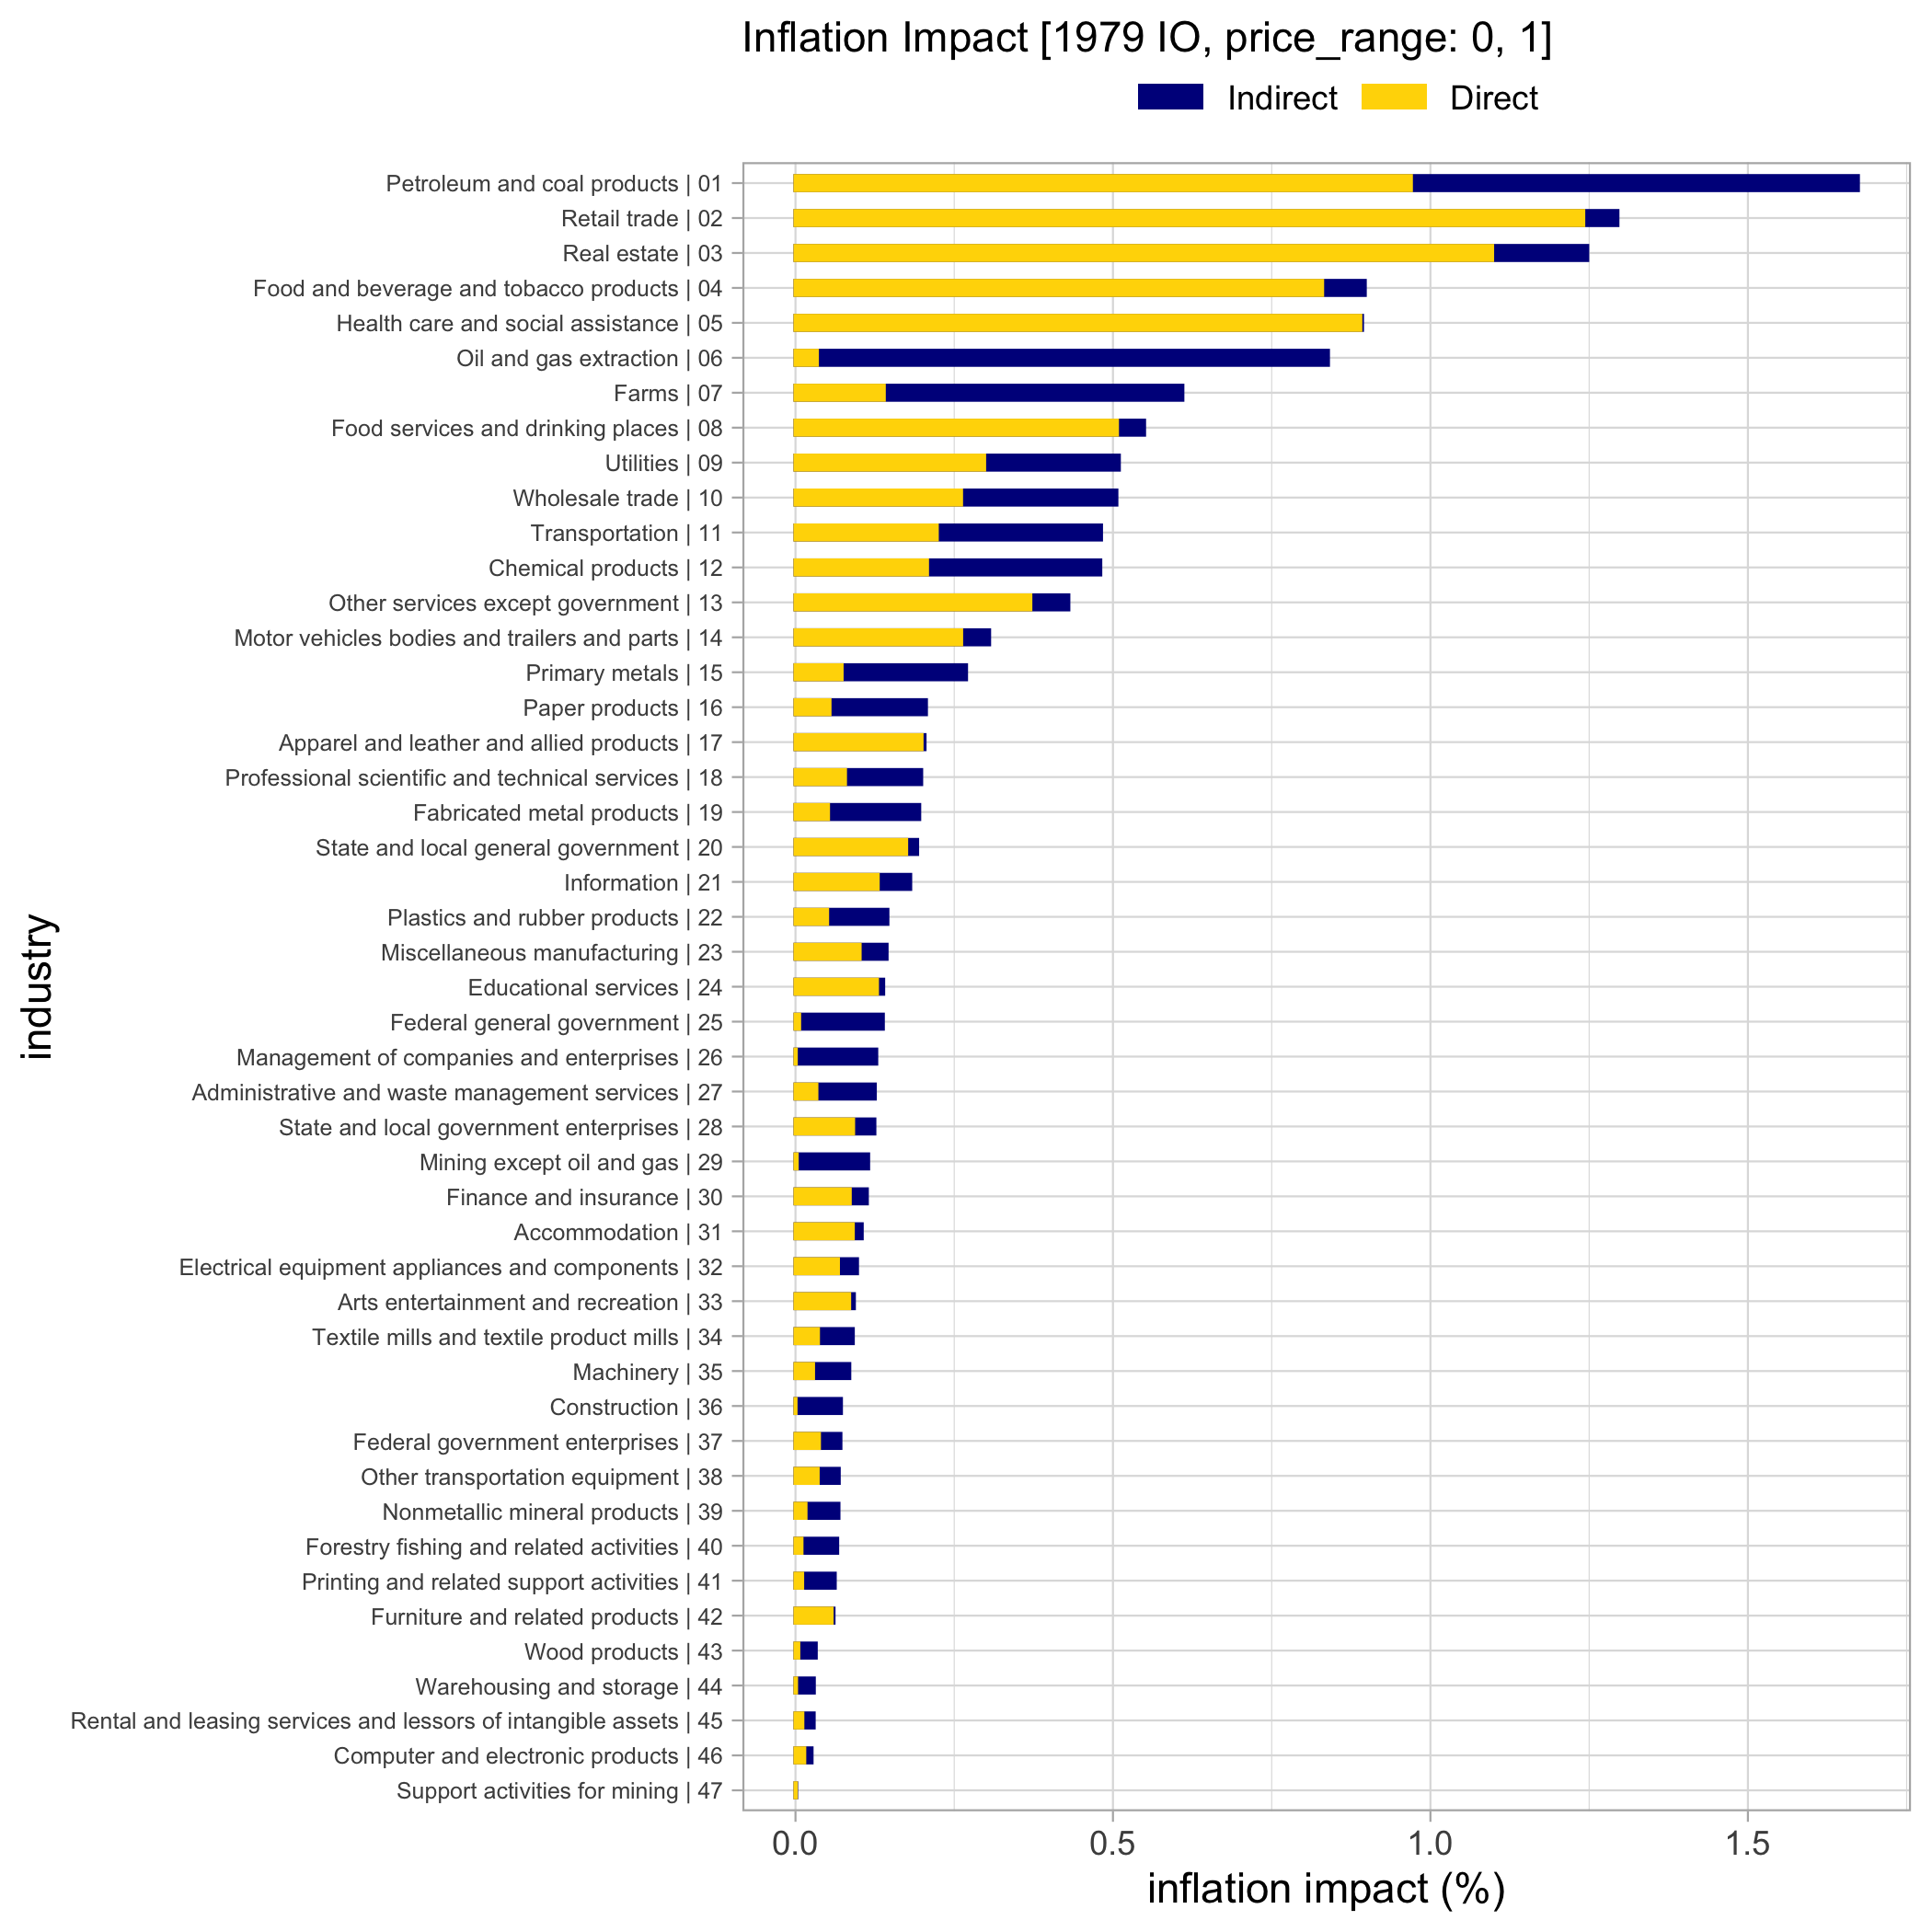 Inflation Impact [1979 IO, price_range: 0, 1]
Indirect Direct
Petroleum and coal products | 01
Retail trade | 02
Real estate | 03
Food and beverage and tobacco products | 04
Health care and social assistance | 05
Oil and gas extraction | 06
Farms | 07
Food services and drinking places | 08
Utilities | 09
Wholesale trade | 10
Transportation | 11
Chemical products | 12
Other services except government | 13
Motor vehicles bodies and trailers and parts | 14
Primary metals | 15
Paper products | 16
Apparel and leather and allied products | 17
Professional scientific and technical services | 18
Fabricated metal products | 19
State and local general government | 20
Information | 21
Plastics and rubber products | 22
Miscellaneous manufacturing | 23
Educational services | 24
Federal general government | 25
Management of companies and enterprises | 26
Administrative and waste management services | 27
State and local government enterprises | 28
Mining except oil and gas | 29
Finance and insurance | 30
Accommodation | 31
Electrical equipment appliances and components | 32
Arts entertainment and recreation | 33
Textile mills and textile product mills | 34
Machinery | 35
Construction | 36
Federal government enterprises | 37
Other transportation equipment | 38
Nonmetallic mineral products | 39
Forestry fishing and related activities | 40
Printing and related support activities | 41
Furniture and related products | 42
Wood products | 43
Warehousing and storage | 44
Rental and leasing services and lessors of intangible assets | 45
Computer and electronic products | 46
Support activities for mining | 47
industry
0.0 0.5 1.0 1.5
inflation impact (%)